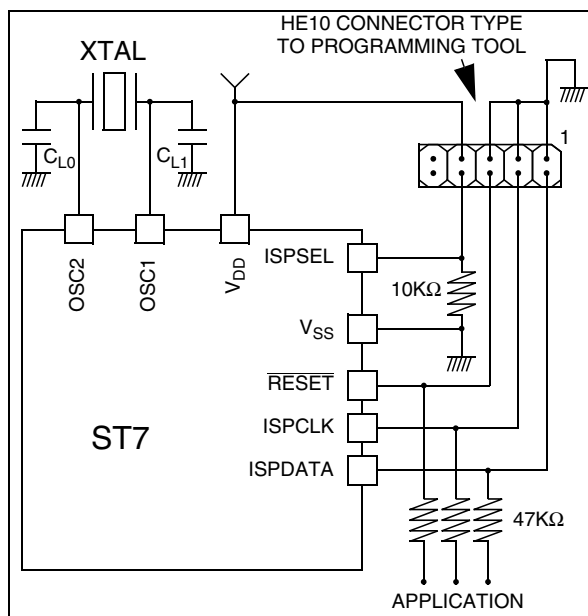 HE10 CONNECTOR TYPE
TO PROGRAMMING TOOL
XTAL
1
CL0
CL1
OSC2
OSC1
VDD
ISPSEL
10KΩ
VSS
RESET
ISPCLK
ST7
ISPDATA
47KΩ
APPLICATION